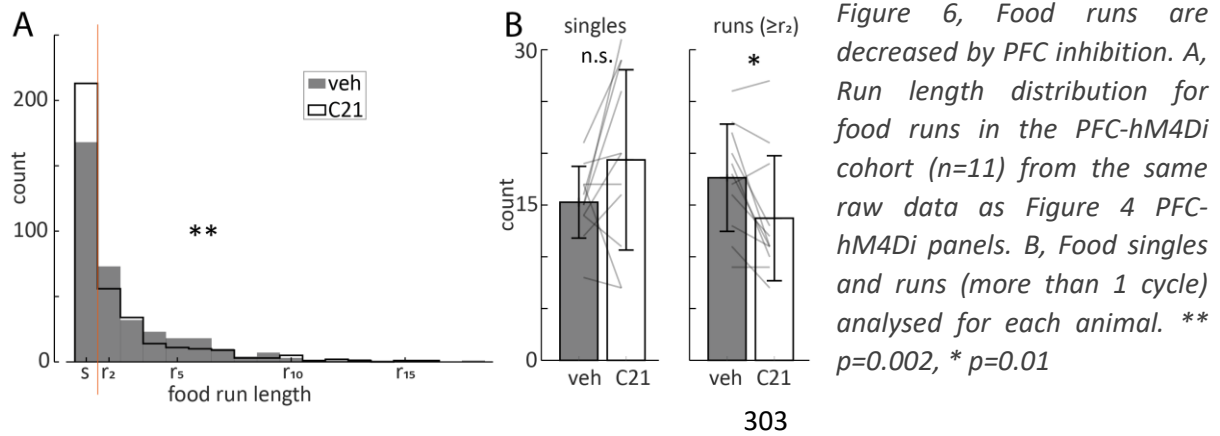 A
200
100
0
count
veh
C21
**
s
r₂
r₅
r₁₀
r₁₅
food run length
B
singles
runs (≥r₂)
n.s.
*
30
15
0
count
veh
C21
veh
C21
Figure 6, Food runs are
decreased by PFC inhibition. A,
Run length distribution for
food runs in the PFC-hM4Di
cohort (n=11) from the same
raw data as Figure 4 PFC-
hM4Di panels. B, Food singles
and runs (more than 1 cycle)
analysed for each animal. **
p=0.002, * p=0.01
303